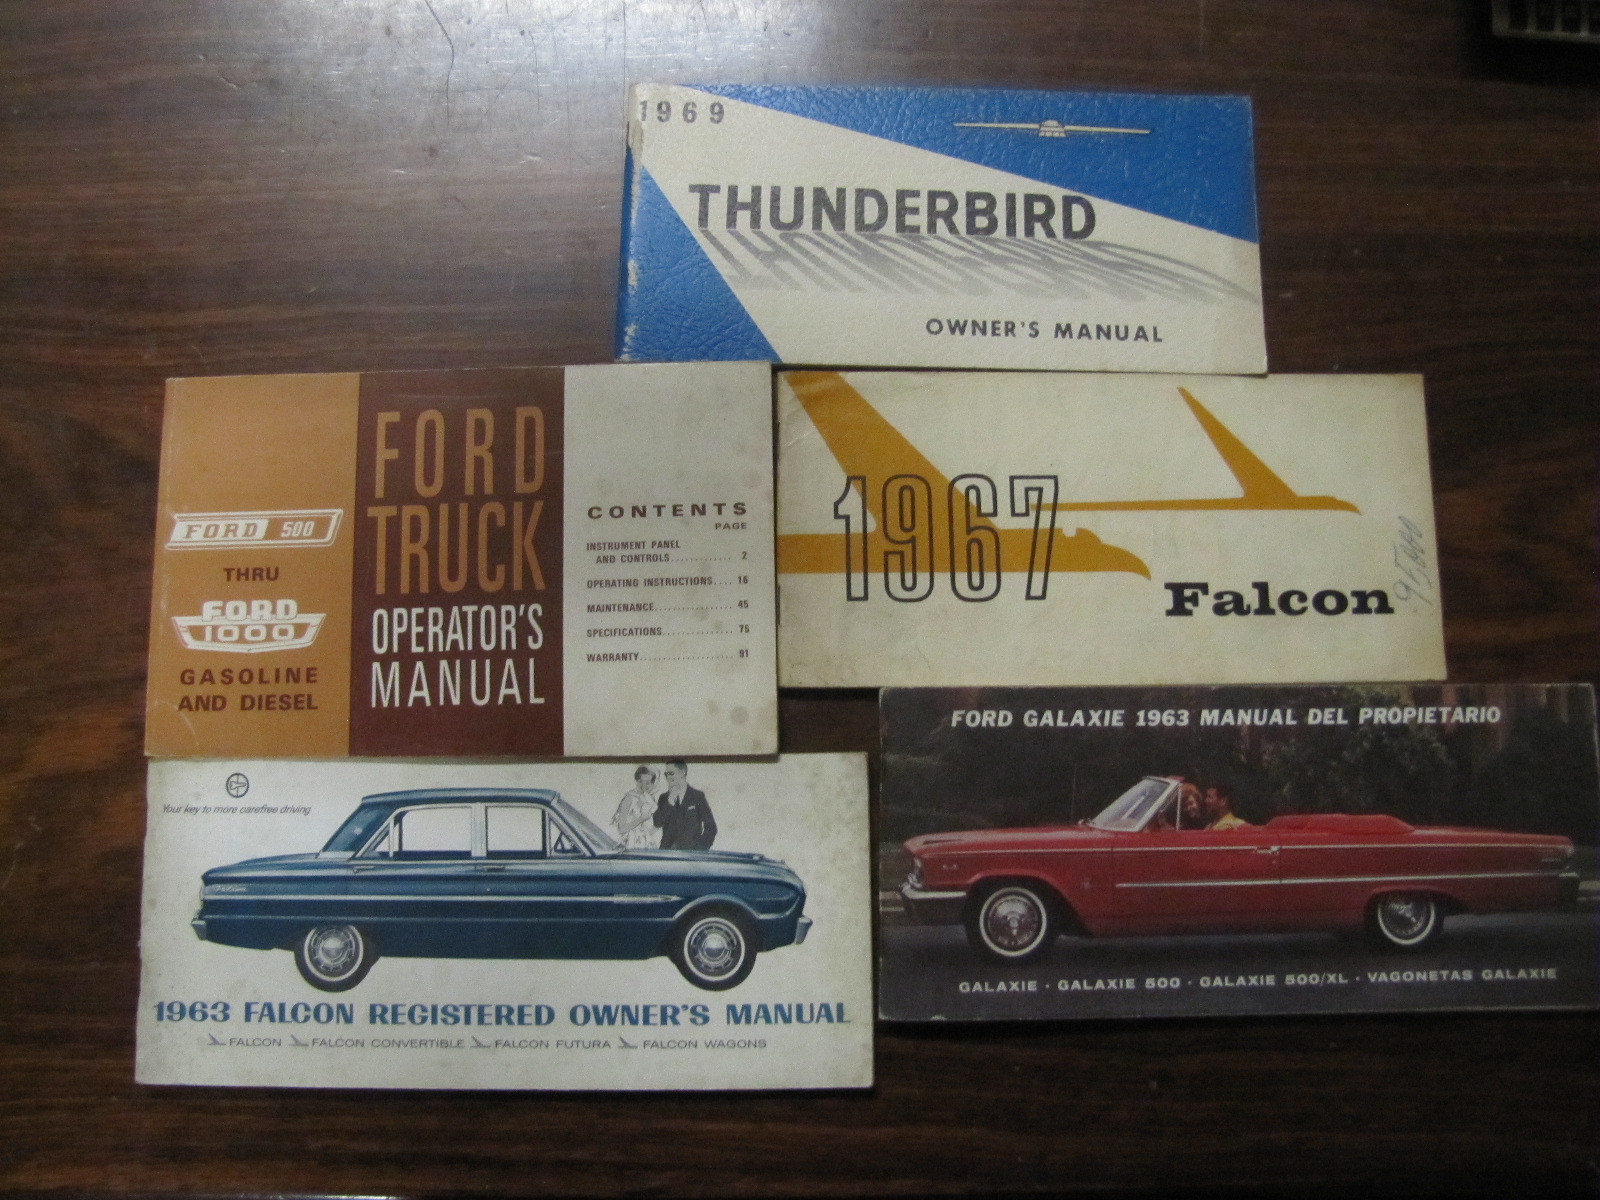 1969
THUNDERBIRD
OWNER'S MANUAL
FORD 500
THRU
FORD
1000
GASOLINE
AND DIESEL
FORD
TRUCK
OPERATOR'S
MANUAL
CONTENTS
PAGE
INSTRUMENT PANEL
AND CONTROLS............ 2
OPERATING INSTRUCTIONS.... 16
MAINTENANCE................ 45
SPECIFICATIONS.............. 75
WARRANTY................... 91
1967
Falcon
Your key to more carefree driving
Falcon
1963 FALCON REGISTERED OWNER'S MANUAL
FALCON FALCON CONVERTIBLE FALCON FUTURA FALCON WAGONS
FORD GALAXIE 1963 MANUAL DEL PROPIETARIO
GALAXIE · GALAXIE 500 · GALAXIE 500/XL · VAGONETAS GALAXIE